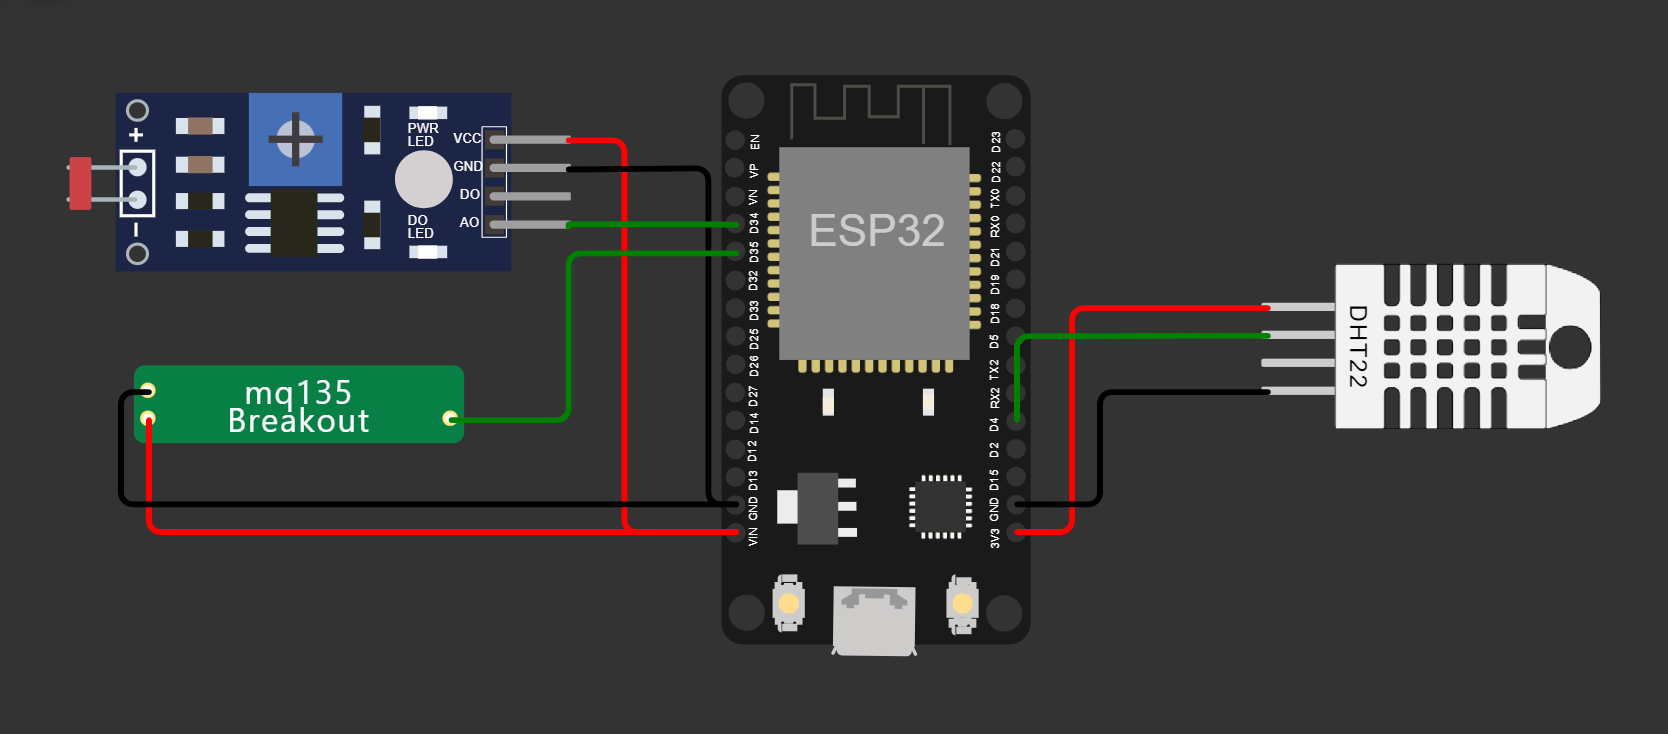 +
PWR
LED
VCC
GND
DO
AO
DO
LED
−
mq135
Breakout
ESP32
EN
VP
VN
D34
D35
D32
D33
D25
D26
D27
D14
D12
D13
GND
VIN
D23
D22
TX0
RX0
D21
D19
D18
D5
TX2
RX2
D4
D2
D15
GND
3V3
DHT22